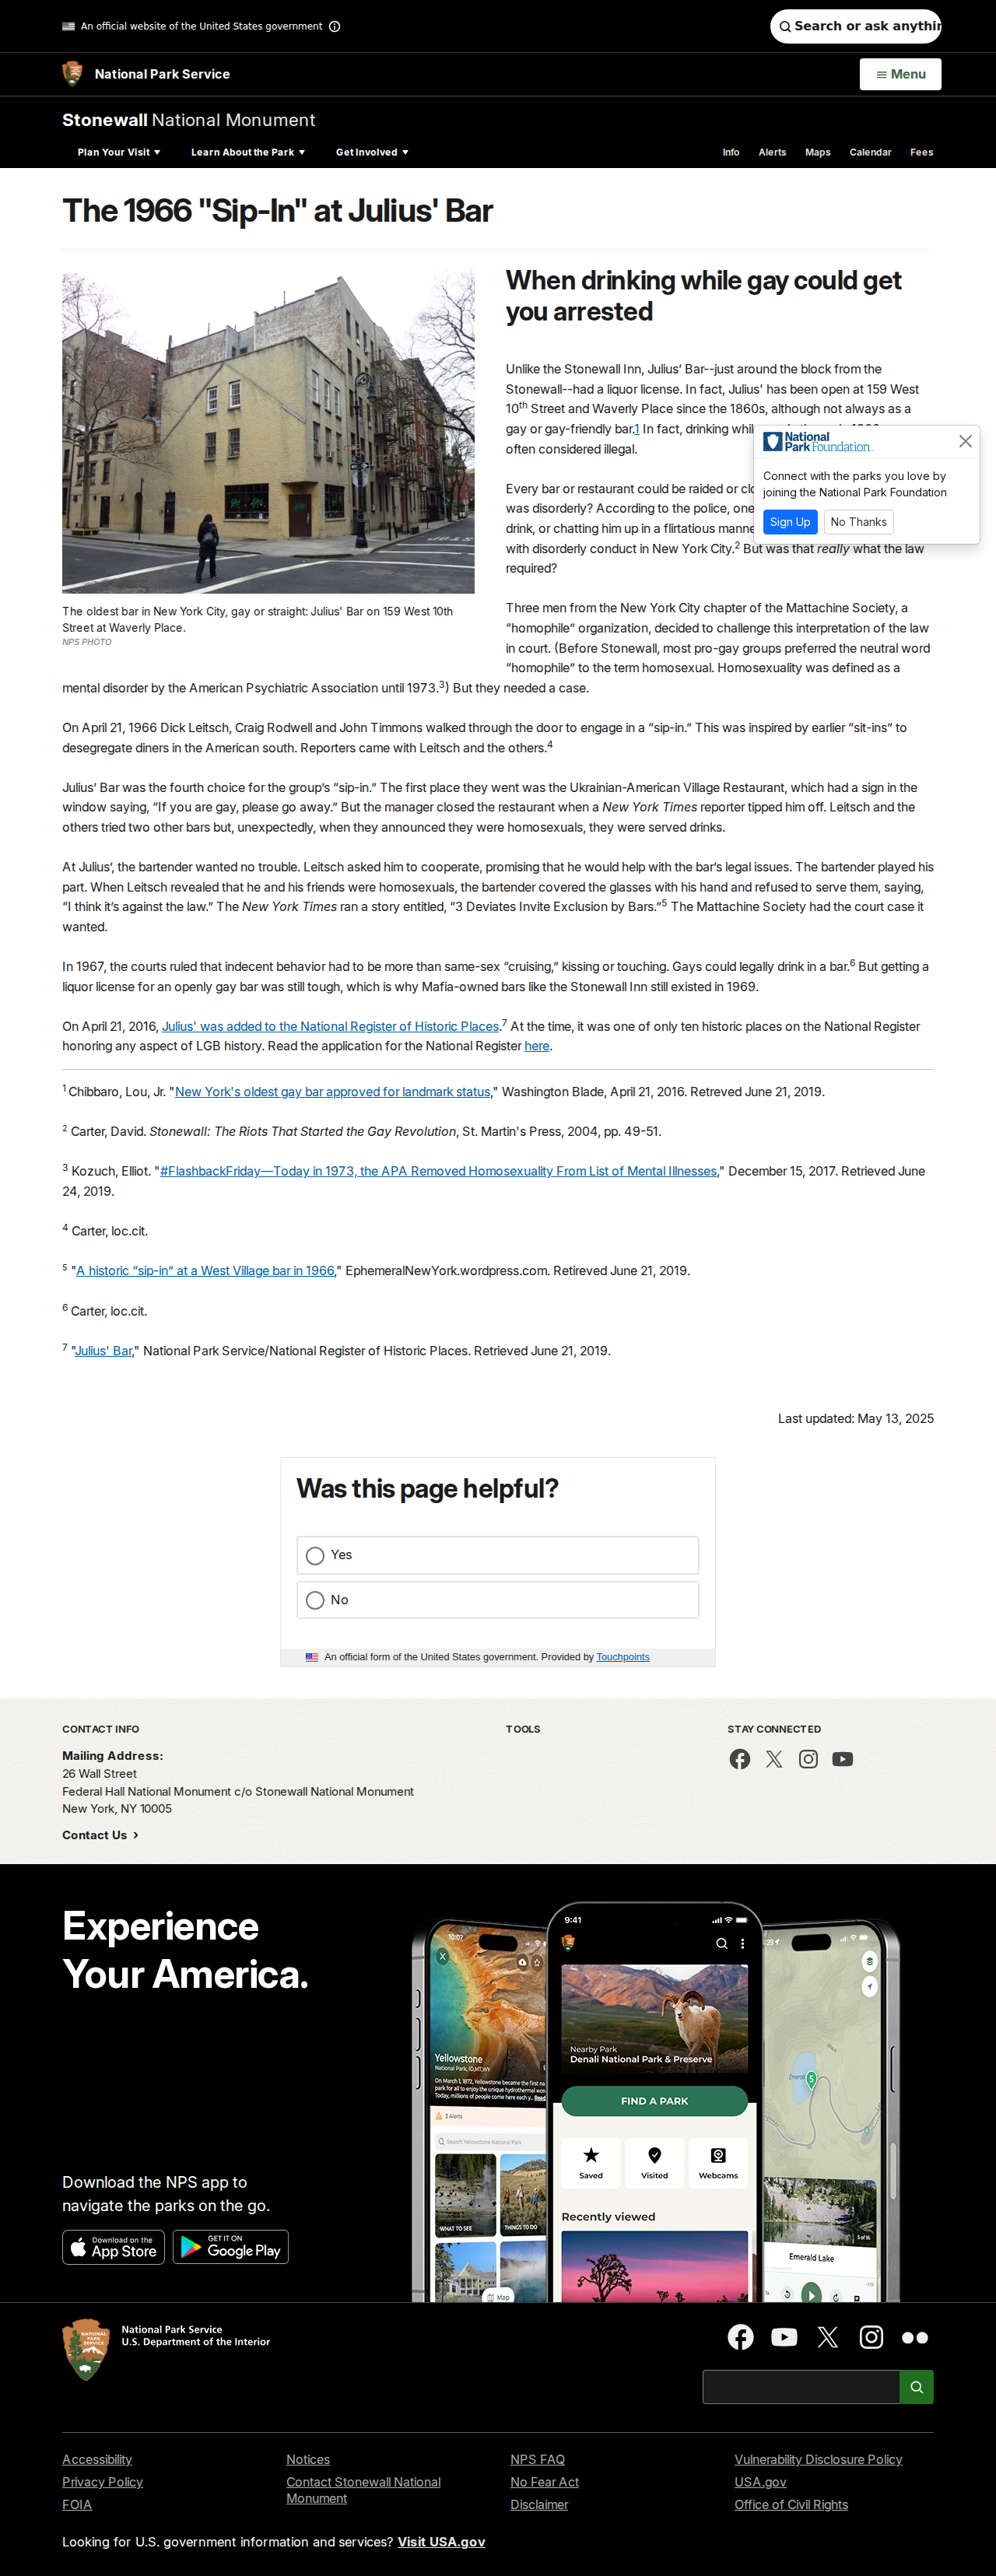 An official website of the United States government
Search or ask anythin
National Park Service
Menu
Stonewall National Monument
Plan Your Visit
Learn About the Park
Get Involved
Info
Alerts
Maps
Calendar
Fees
The 1966 "Sip-In" at Julius' Bar
The oldest bar in New York City, gay or straight: Julius' Bar on 159 West 10th
Street at Waverly Place.
NPS PHOTO
When drinking while gay could get
you arrested
Unlike the Stonewall Inn, Julius’ Bar--just around the block from the
Stonewall--had a liquor license. In fact, Julius' has been open at 159 West
10th Street and Waverly Place since the 1860s, although not always as a
gay or gay-friendly bar.1 In fact, drinking whil
often considered illegal.
Every bar or restaurant could be raided or clo
was disorderly? According to the police, one
drink, or chatting him up in a flirtatious manne
with disorderly conduct in New York City.2 But was that really what the law
required?
National
Park Foundation
Connect with the parks you love by
joining the National Park Foundation
Sign Up
No Thanks
Three men from the New York City chapter of the Mattachine Society, a
“homophile” organization, decided to challenge this interpretation of the law
in court. (Before Stonewall, most pro-gay groups preferred the neutral word
“homophile” to the term homosexual. Homosexuality was defined as a
mental disorder by the American Psychiatric Association until 1973.3) But they needed a case.
On April 21, 1966 Dick Leitsch, Craig Rodwell and John Timmons walked through the door to engage in a “sip-in.” This was inspired by earlier “sit-ins” to
desegregate diners in the American south. Reporters came with Leitsch and the others.4
Julius’ Bar was the fourth choice for the group’s “sip-in.” The first place they went was the Ukrainian-American Village Restaurant, which had a sign in the
window saying, “If you are gay, please go away.” But the manager closed the restaurant when a New York Times reporter tipped him off. Leitsch and the
others tried two other bars but, unexpectedly, when they announced they were homosexuals, they were served drinks.
At Julius’, the bartender wanted no trouble. Leitsch asked him to cooperate, promising that he would help with the bar’s legal issues. The bartender played his
part. When Leitsch revealed that he and his friends were homosexuals, the bartender covered the glasses with his hand and refused to serve them, saying,
“I think it’s against the law.” The New York Times ran a story entitled, “3 Deviates Invite Exclusion by Bars.”5 The Mattachine Society had the court case it
wanted.
In 1967, the courts ruled that indecent behavior had to be more than same-sex “cruising,” kissing or touching. Gays could legally drink in a bar.6 But getting a
liquor license for an openly gay bar was still tough, which is why Mafia-owned bars like the Stonewall Inn still existed in 1969.
On April 21, 2016, Julius' was added to the National Register of Historic Places.7 At the time, it was one of only ten historic places on the National Register
honoring any aspect of LGB history. Read the application for the National Register here.
1 Chibbaro, Lou, Jr. "New York's oldest gay bar approved for landmark status," Washington Blade, April 21, 2016. Retreved June 21, 2019.
2 Carter, David. Stonewall: The Riots That Started the Gay Revolution, St. Martin's Press, 2004, pp. 49-51.
3 Kozuch, Elliot. "#FlashbackFriday—Today in 1973, the APA Removed Homosexuality From List of Mental Illnesses," December 15, 2017. Retrieved June
24, 2019.
4 Carter, loc.cit.
5 "A historic “sip-in” at a West Village bar in 1966," EphemeralNewYork.wordpress.com. Retireved June 21, 2019.
6 Carter, loc.cit.
7 "Julius' Bar," National Park Service/National Register of Historic Places. Retrieved June 21, 2019.
Last updated: May 13, 2025
Was this page helpful?
Yes
No
An official form of the United States government. Provided by Touchpoints
CONTACT INFO
Mailing Address:
26 Wall Street
Federal Hall National Monument c/o Stonewall National Monument
New York, NY 10005
Contact Us
TOOLS
STAY CONNECTED
Experience
Your America.
Download the NPS app to
navigate the parks on the go.
Download on the
App Store
GET IT ON
Google Play
10:07
Yellowstone
National Park, ID,MT,WY
3 Alerts
Search Yellowstone National Park
WHAT TO SEE
THINGS TO DO
Map
9:41
Nearby Park
Denali National Park & Preserve
FIND A PARK
Saved
Visited
Webcams
Recently viewed
:29
5
Emerald Lake
National Park Service
U.S. Department of the Interior
Accessibility
Privacy Policy
FOIA
Notices
Contact Stonewall National
Monument
NPS FAQ
No Fear Act
Disclaimer
Vulnerability Disclosure Policy
USA.gov
Office of Civil Rights
Looking for U.S. government information and services? Visit USA.gov